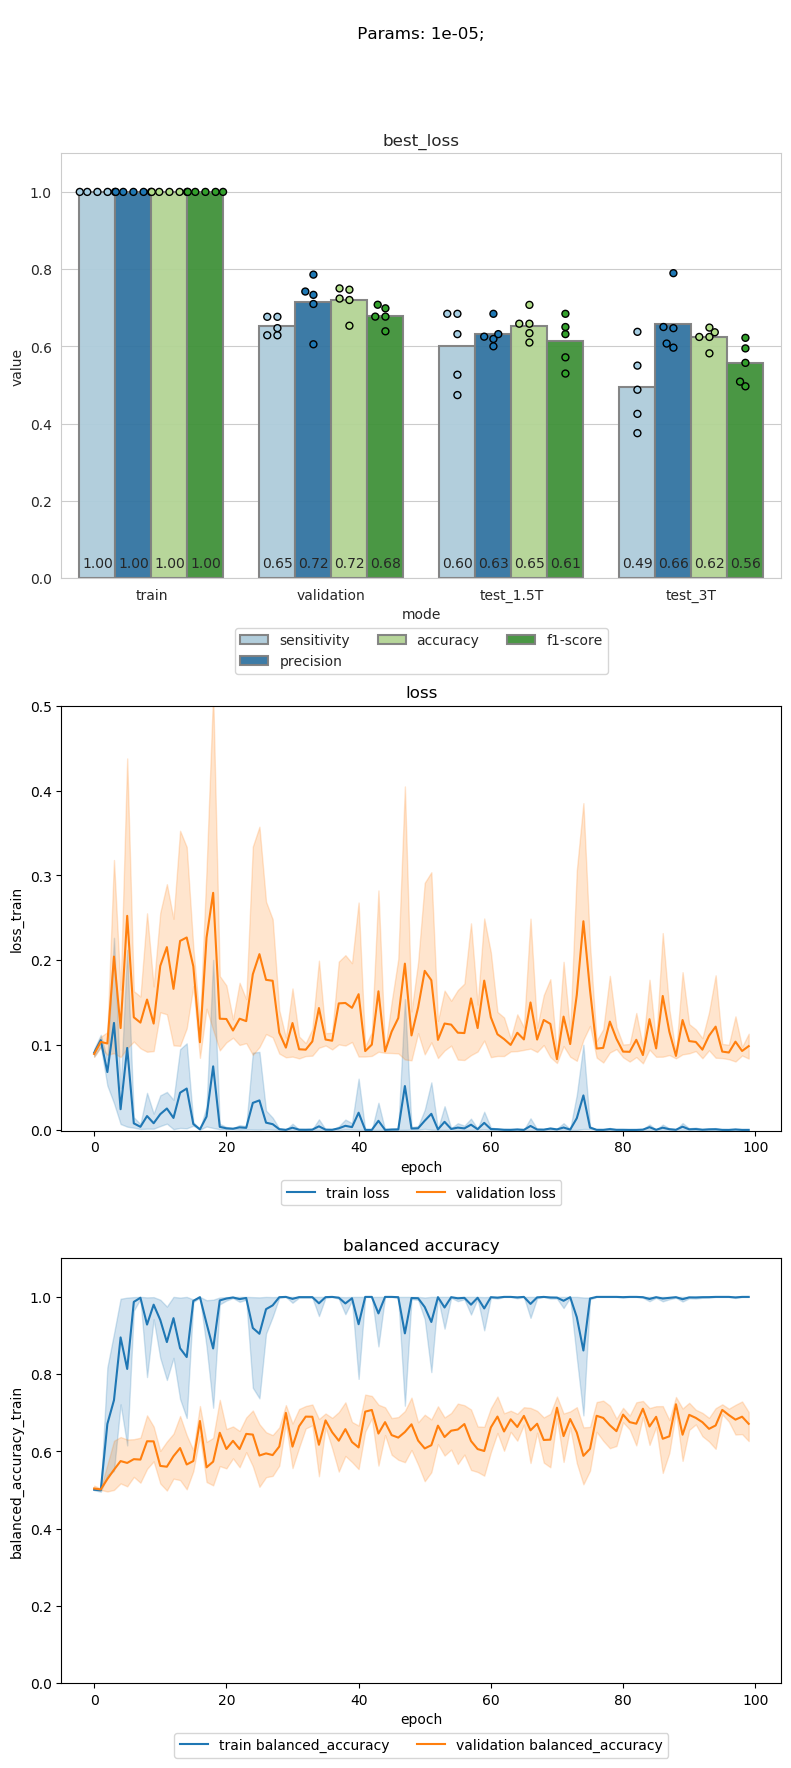 Params: 1e-05;
best_loss
1.0
0.8
0.6
0.4
0.2
0.0
value
1.00 1.00 1.00 1.00 0.65 0.72 0.72 0.68 0.60 0.63 0.65 0.61 0.49 0.66 0.62 0.56
train validation test_1.5T test_3T
mode
sensitivity accuracy f1-score
precision
loss
0.5
0.4
0.3
0.2
0.1
0.0
loss_train
0 20 40 60 80 100
epoch
train loss validation loss
balanced accuracy
1.0
0.8
0.6
0.4
0.2
0.0
balanced_accuracy_train
0 20 40 60 80 100
epoch
train balanced_accuracy validation balanced_accuracy